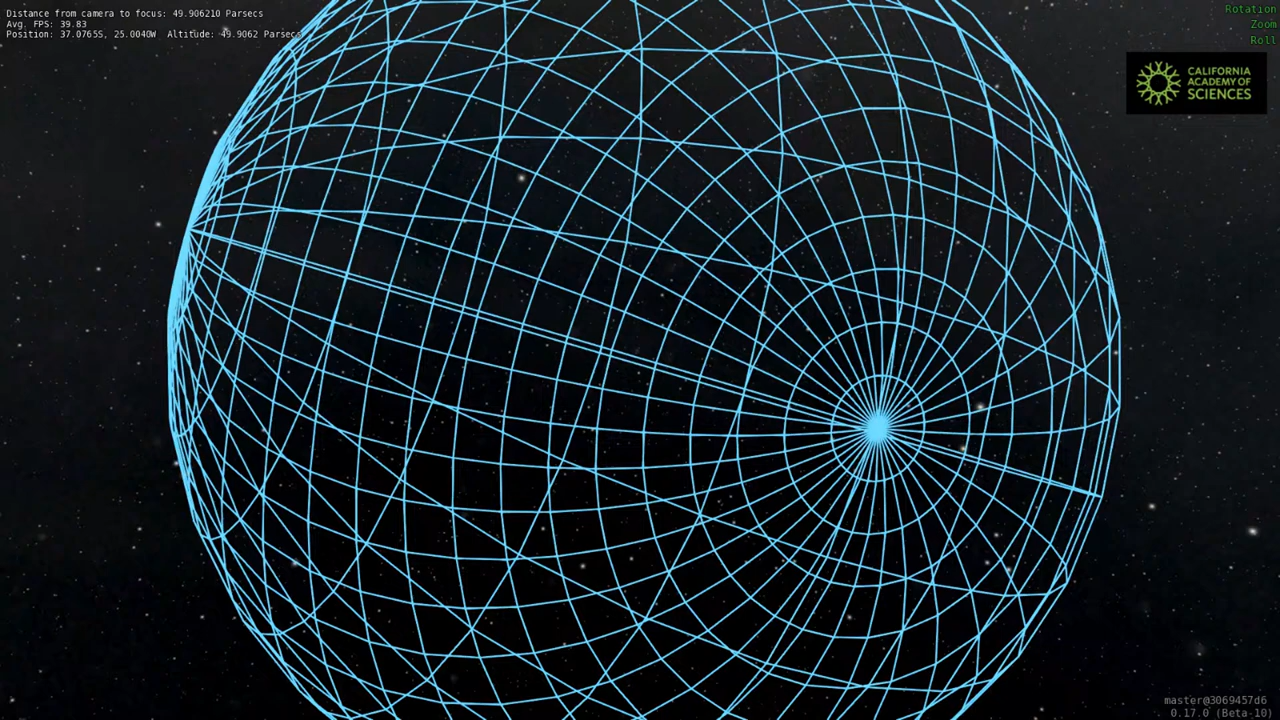 Distance from camera to focus: 49.906210 Parsecs
Avg. FPS: 39.83
Position: 37.0765S, 25.0040W  Altitude: 49.9062 Parsecs
Rotation
Zoom
Roll
CALIFORNIA
ACADEMY OF
SCIENCES
master@3069457d6
0.17.0 (Beta-10)